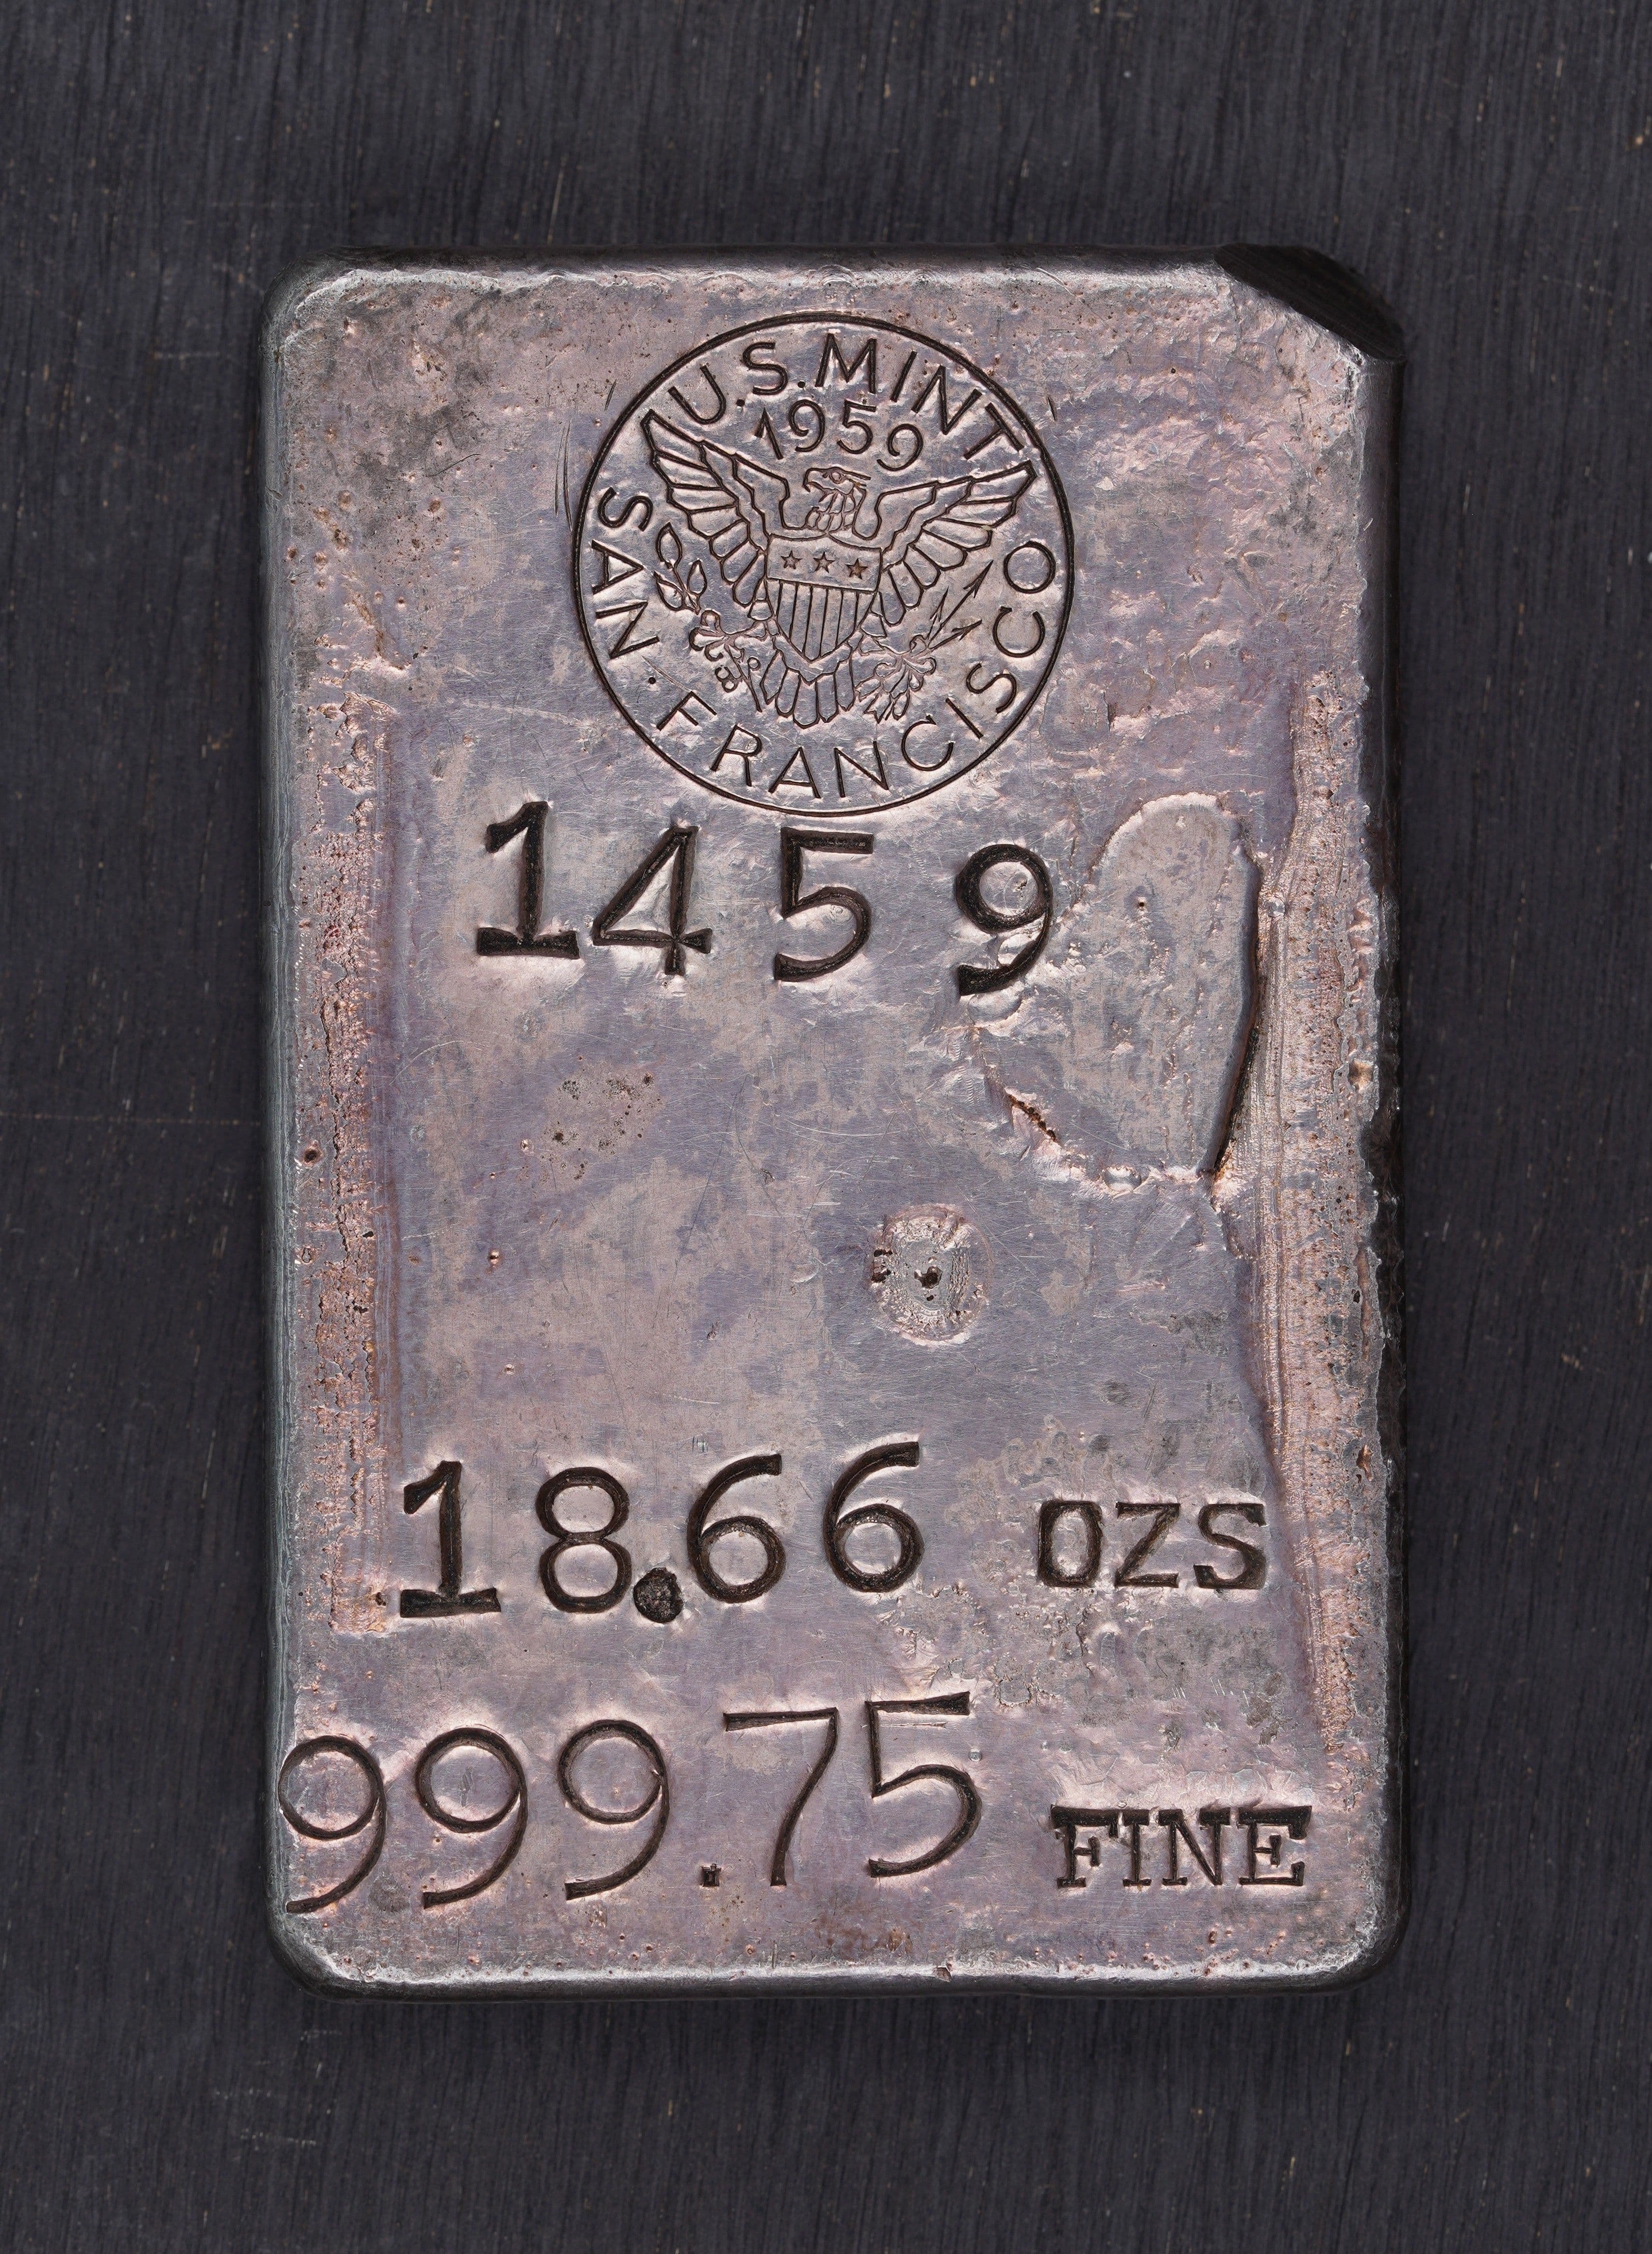 U.S. MINT
1959
SAN FRANCISCO
1459
18.66 OZS
999.75 FINE